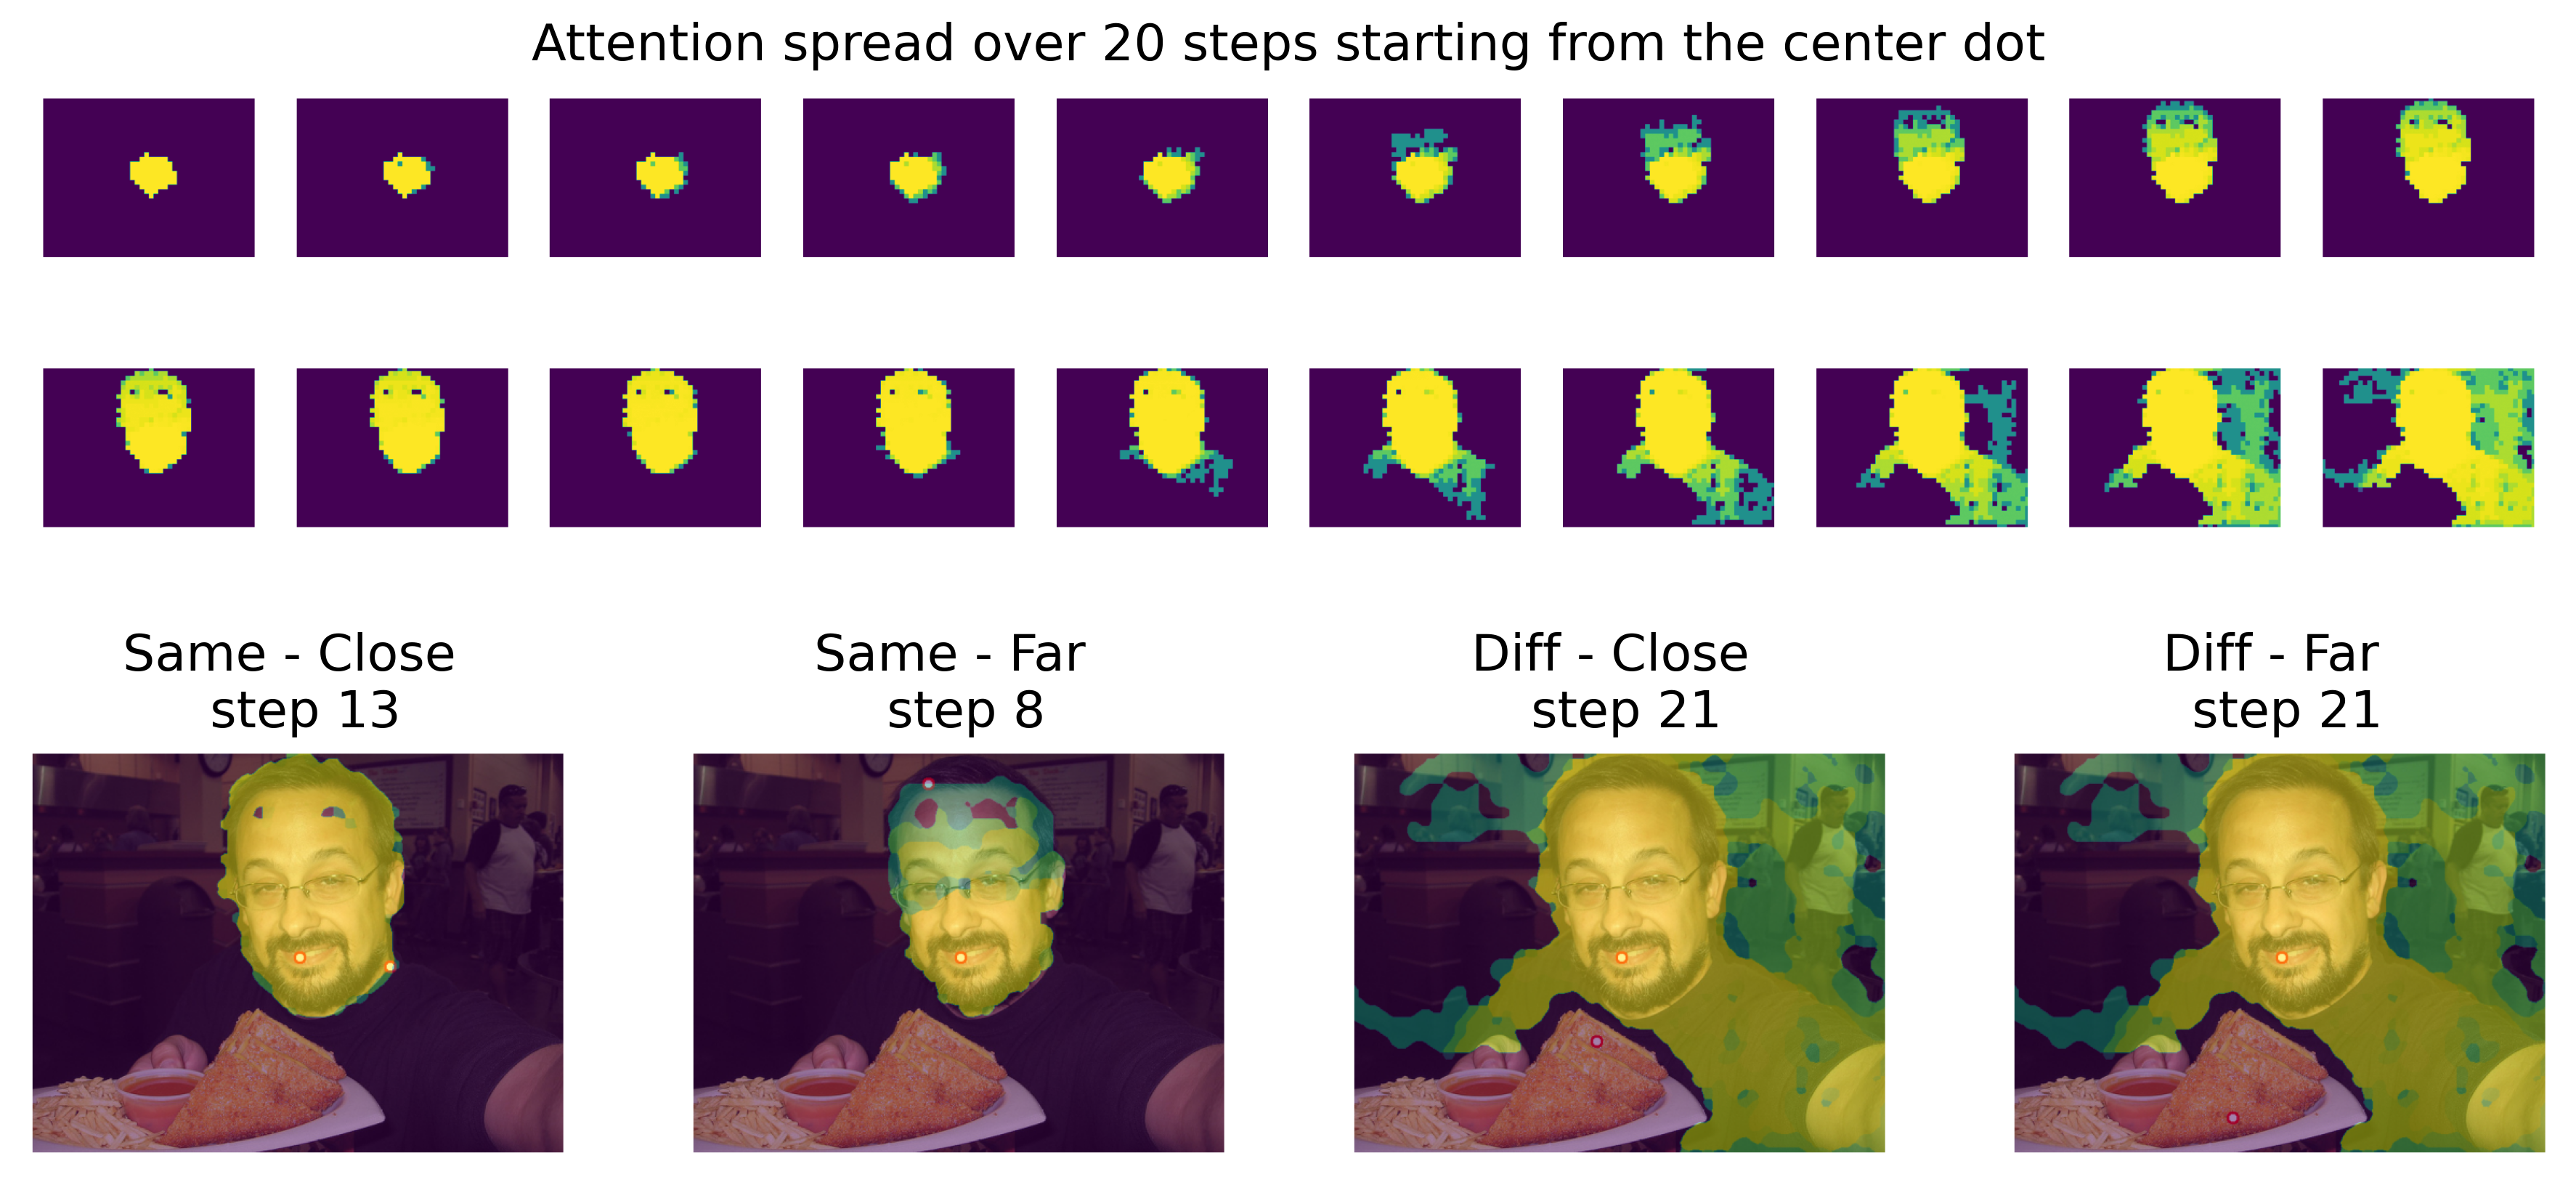 Attention spread over 20 steps starting from the center dot
Same - Close
step 13
Same - Far
step 8
Diff - Close
step 21
Diff - Far
step 21